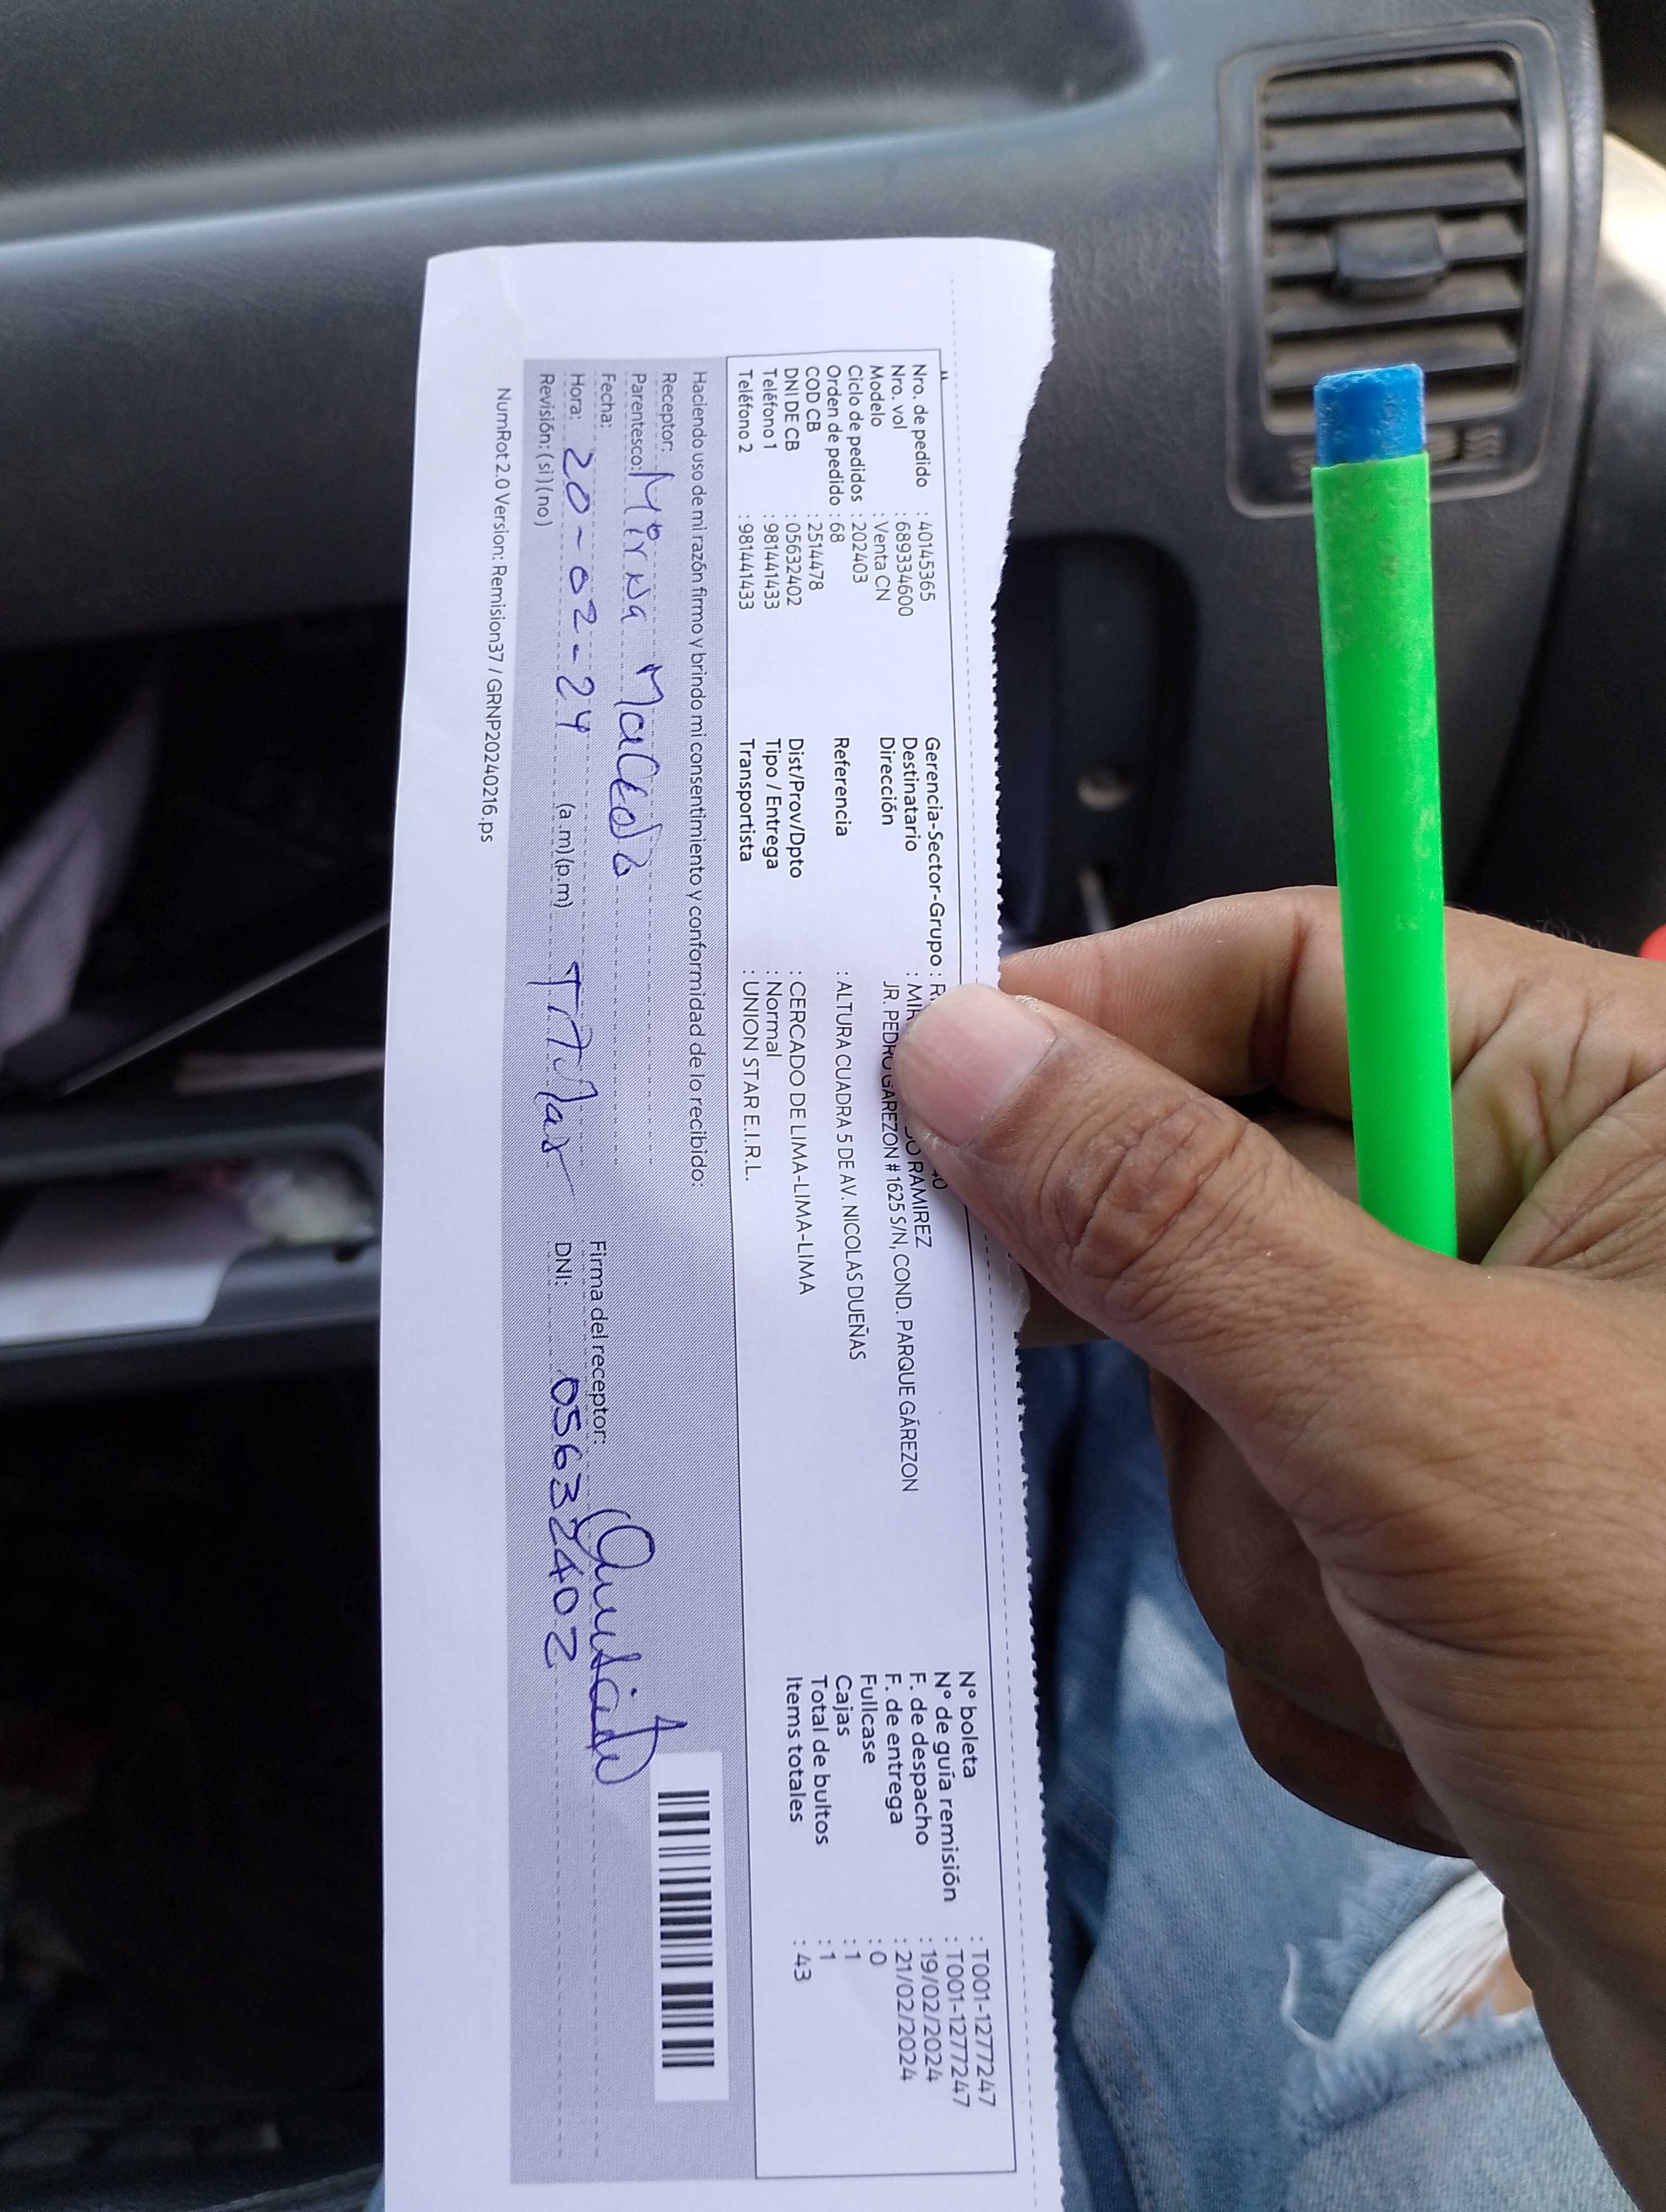 Nro. de pedido : 40145365
Nro. vol : 689334600
Modelo : Venta CN
Ciclo de pedidos : 202403
Orden de pedido : 68
COD CB : 2514478
DNI DE CB : 05632402
Teléfono 1 : 981441433
Teléfono 2 : 981441433
Gerencia-Sector-Grupo :
Destinatario : RAMIREZ
Dirección JR. PEDRO GAREZON # 1625 S/N, COND. PARQUE GÁREZON
Referencia : ALTURA CUADRA 5 DE AV. NICOLAS DUEÑAS
Dist/Prov/Dpto : CERCADO DE LIMA-LIMA-LIMA
Tipo / Entrega : Normal
Transportista : UNION STAR E.I.R.L.
N° boleta : T001-1277247
N° de guía remisión : T001-1277247
F. de despacho : 19/02/2024
F. de entrega : 21/02/2024
Fullcase : 0
Cajas : 1
Total de bultos : 1
Items totales : 43
Haciendo uso de mi razón firmo y brindo mi consentimiento y conformidad de lo recibido:
Receptor:
Parentesco: Mirna Macedo
Fecha:
Hora: 20-02-24 (a.m)(p.m) TITular
Revisión: (si) (no)
Firma del receptor:
DNI: 05632402
NumRot 2.0 Version: Remision37 / GRNP20240216.ps